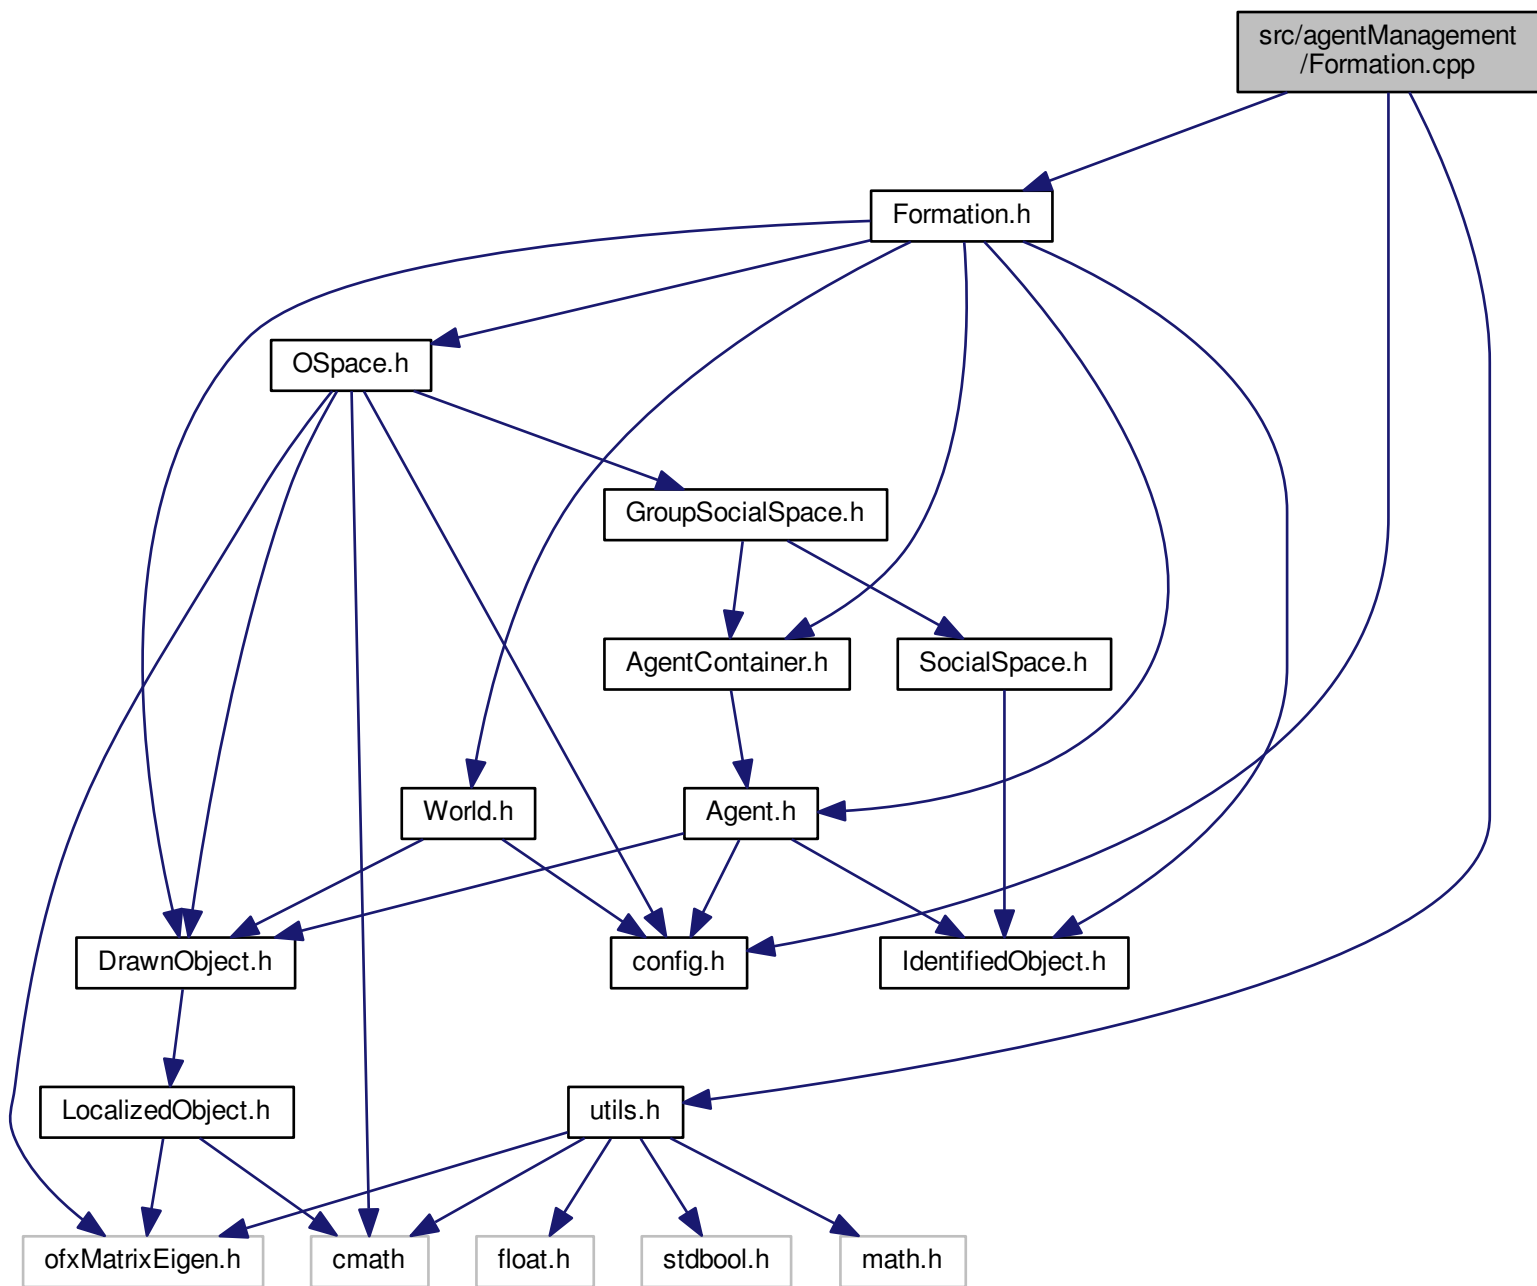 src/agentManagement
/Formation.cpp
Formation.h
OSpace.h
GroupSocialSpace.h
AgentContainer.h
SocialSpace.h
World.h
Agent.h
DrawnObject.h
config.h
IdentifiedObject.h
LocalizedObject.h
utils.h
ofxMatrixEigen.h
cmath
float.h
stdbool.h
math.h